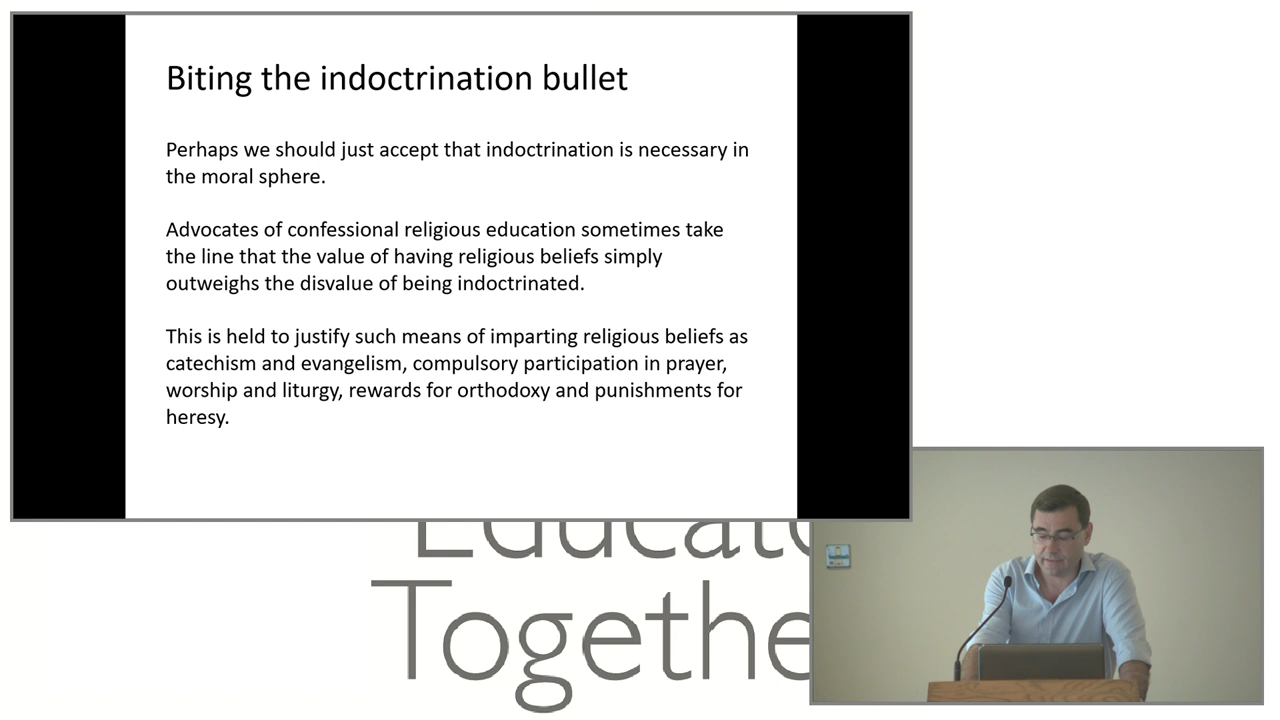 Biting the indoctrination bullet
Perhaps we should just accept that indoctrination is necessary in
the moral sphere.
Advocates of confessional religious education sometimes take
the line that the value of having religious beliefs simply
outweighs the disvalue of being indoctrinated.
This is held to justify such means of imparting religious beliefs as
catechism and evangelism, compulsory participation in prayer,
worship and liturgy, rewards for orthodoxy and punishments for
heresy.
Educate
Togethe